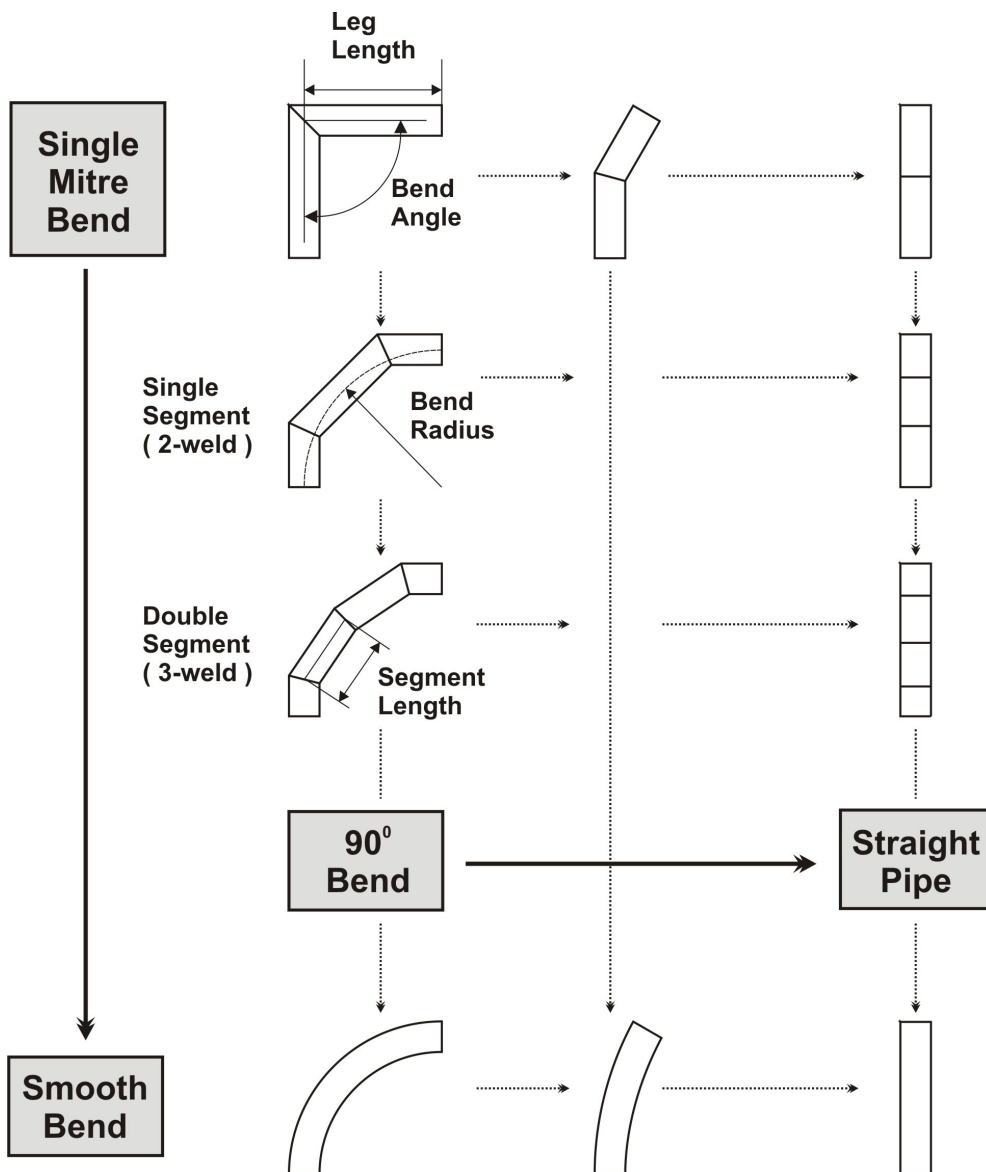 Leg
Length
Single
Mitre
Bend
Bend
Angle
Single
Segment
( 2-weld )
Bend
Radius
Double
Segment
( 3-weld )
Segment
Length
90⁰
Bend
Straight
Pipe
Smooth
Bend